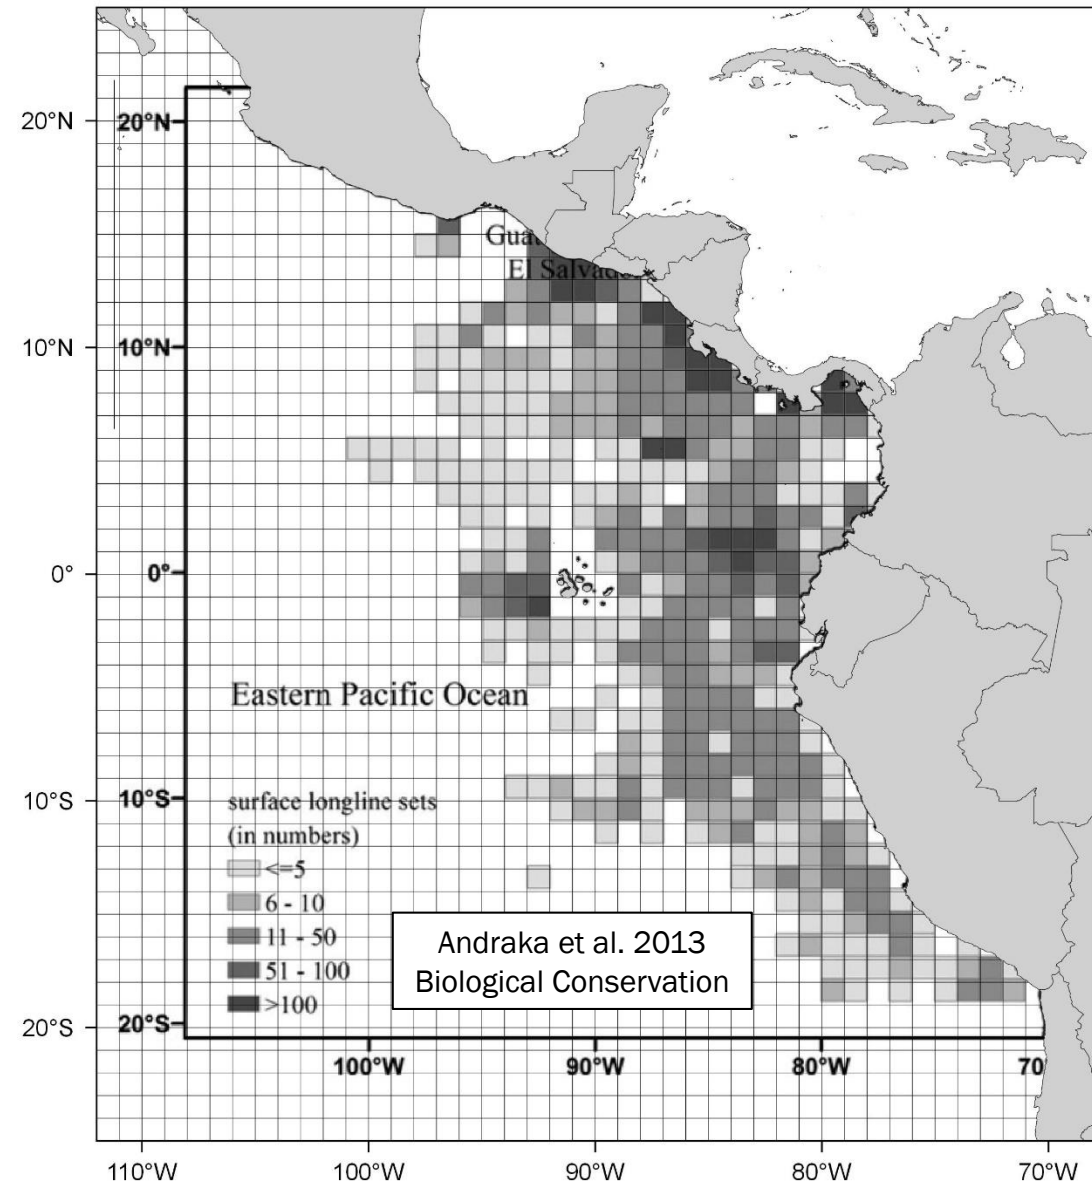 20°N
20°N
Guat
El Salvador
10°N
10°N
0°
0°
Eastern Pacific Ocean
10°S
10°S
surface longline sets
(in numbers)
<=5
6 - 10
11 - 50
51 - 100
>100
Andraka et al. 2013
Biological Conservation
20°S
20°S
100°W
90°W
80°W
70
110°W
100°W
90°W
80°W
70°W